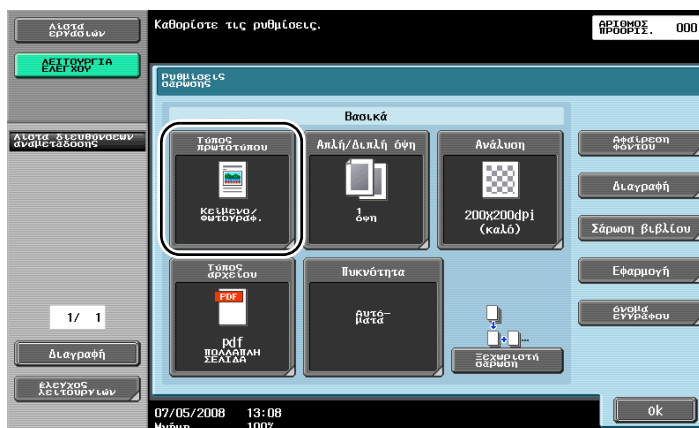 Λίστα
εργασιών
Καθορίστε τις ρυθμίσεις.
ΑΡΙΘΜΟΣ
ΠΡΟΟΡΙΣ.
000
ΛΕΙΤΟΥΡΓΙΑ
ΕΛΕΓΧΟΥ
Ρυθμίσεις
σάρωσης
Βασικά
Λίστα διευθύνσεων
αναμετάδοσης
Τύπος
πρωτοτύπου
Απλή/Διπλή όψη
Ανάλυση
Αφαίρεση
φόντου
Διαγραφή
Κείμενο/
Φωτογραφ.
1
όψη
200X200dpi
(καλό)
Σάρωση βιβλίου
Τύπος
αρχείου
Πυκνότητα
Εφαρμογή
PDF
Αυτό-
ματα
όνομα
εγγράφου
1/ 1
pdf
ΠΟΛΛΑΠΛΗ
ΣΕΛΙΔΑ
Διαγραφή
Ξεχωριστή
σάρωση
έλεγχος
λειτουργιών
07/05/2008 13:08
ok
Μνήμη 100%